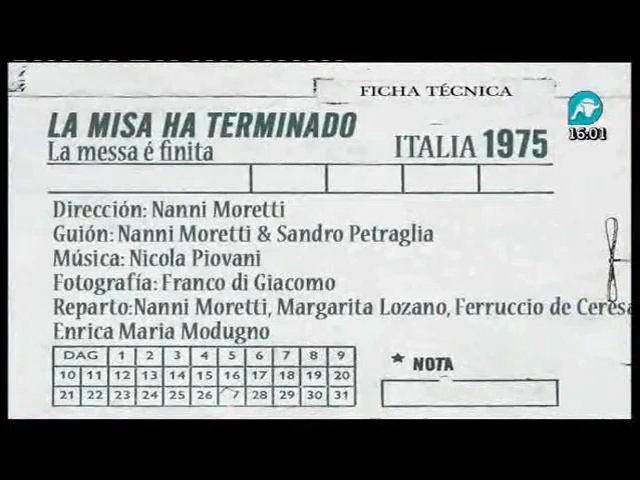 FICHA TÉCNICA
16:01
LA MISA HA TERMINADO
La messa é finita
ITALIA 1975
Dirección: Nanni Moretti
Guión: Nanni Moretti & Sandro Petraglia
Música: Nicola Piovani
Fotografía: Franco di Giacomo
Reparto:Nanni Moretti, Margarita Lozano, Ferruccio de Ceresa
Enrica Maria Modugno
DAG 1 2 3 4 5 6 7 8 9
10 11 12 13 14 15 16 17 18 19 20
21 22 23 24 25 26 7 28 29 30 31
* NOTA